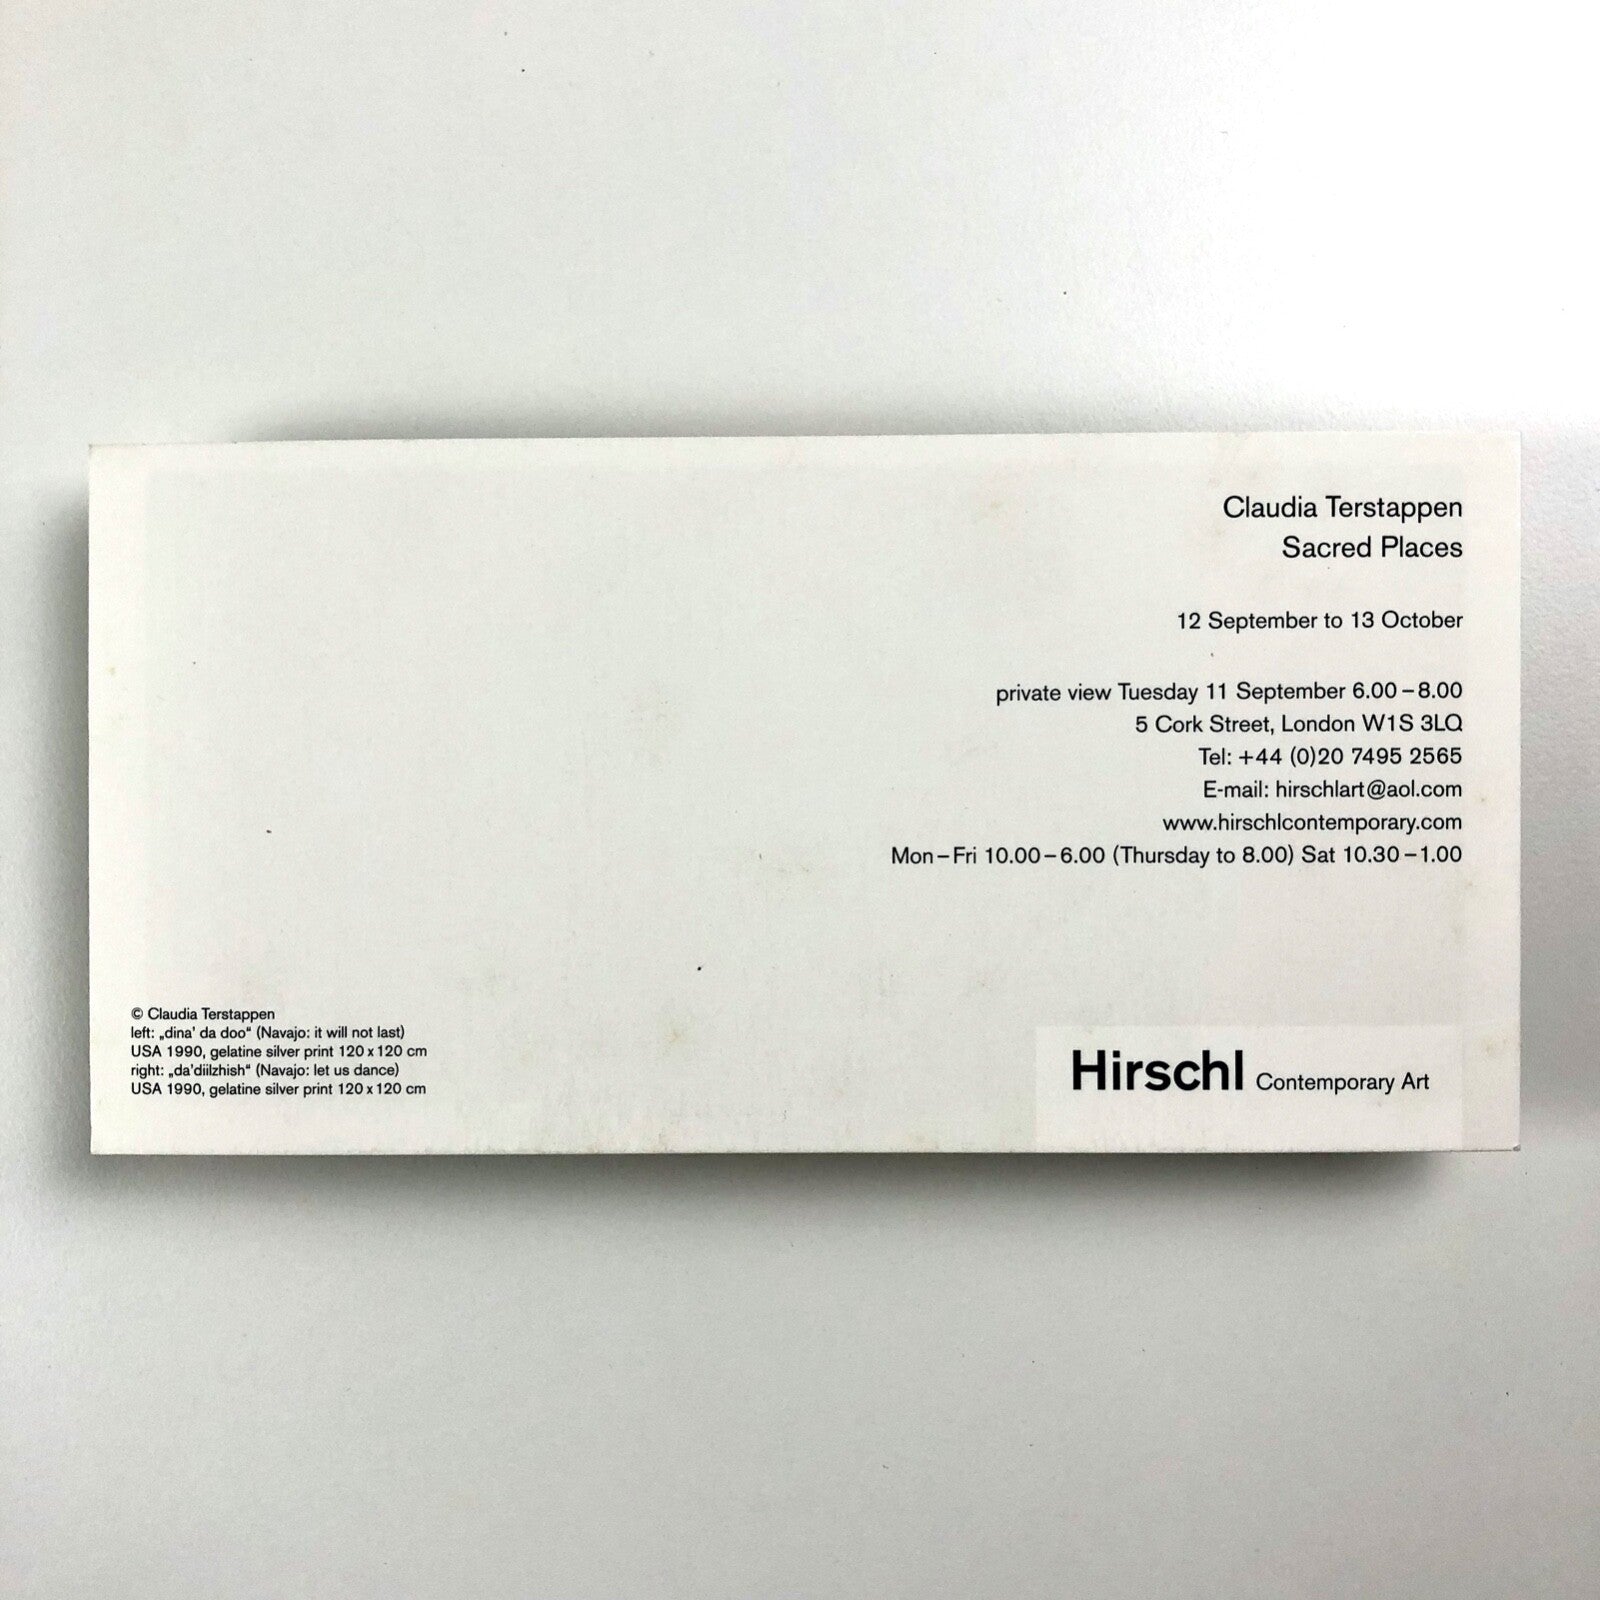 Claudia Terstappen
Sacred Places
12 September to 13 October
private view Tuesday 11 September 6.00 – 8.00
5 Cork Street, London W1S 3LQ
Tel: +44 (0)20 7495 2565
E-mail: hirschlart@aol.com
www.hirschlcontemporary.com
Mon – Fri 10.00 – 6.00 (Thursday to 8.00) Sat 10.30 – 1.00
© Claudia Terstappen
left: „dina' da doo“ (Navajo: it will not last)
USA 1990, gelatine silver print 120 x 120 cm
right: „da'diilzhish“ (Navajo: let us dance)
USA 1990, gelatine silver print 120 x 120 cm
Hirschl Contemporary Art